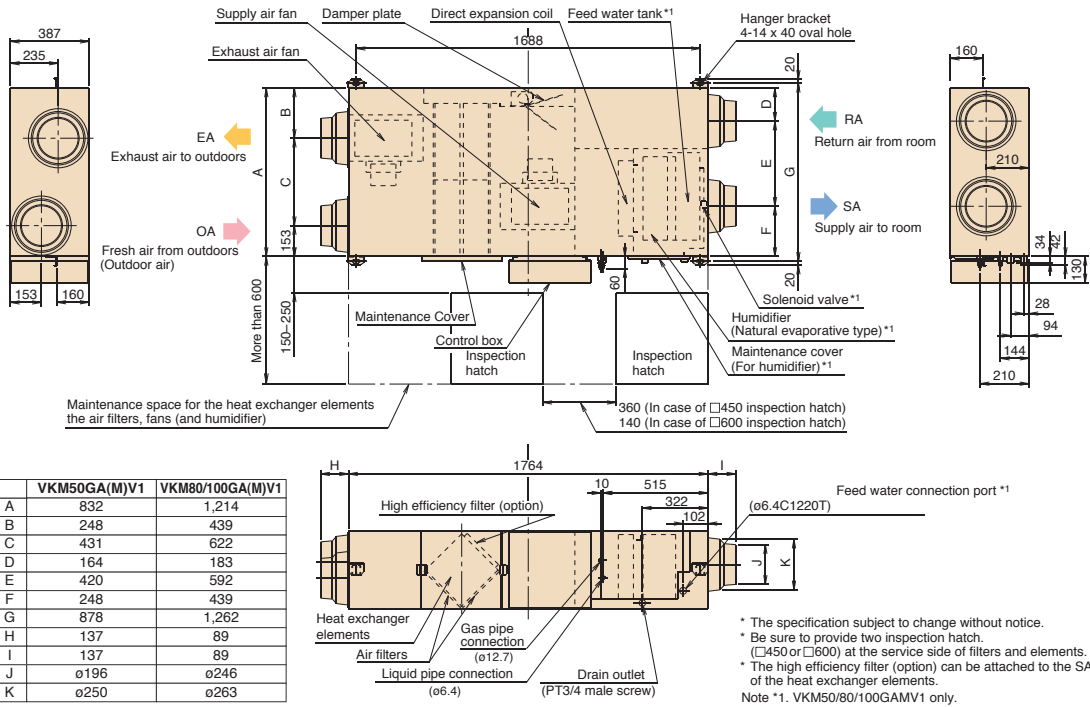 Supply air fan
Damper plate
Direct expansion coil
Feed water tank*1
Hanger bracket
4-14 x 40 oval hole
Exhaust air fan
387
235
1688
20
160
EA
Exhaust air to outdoors
OA
Fresh air from outdoors
(Outdoor air)
A
B
C
153
D
E
F
G
RA
Return air from room
SA
Supply air to room
210
34
42
130
153
160
More than 600
150–250
60
20
28
94
144
210
Maintenance Cover
Control box
Inspection
hatch
Inspection
hatch
Solenoid valve*1
Humidifier
(Natural evaporative type)*1
Maintenance cover
(For humidifier)*1
Maintenance space for the heat exchanger elements
the air filters, fans (and humidifier)
360 (In case of □450 inspection hatch)
140 (In case of □600 inspection hatch)
VKM50GA(M)V1 VKM80/100GA(M)V1
A 832 1,214
B 248 439
C 431 622
D 164 183
E 420 592
F 248 439
G 878 1,262
H 137 89
I 137 89
J ø196 ø246
K ø250 ø263
H
1764
I
10
515
322
102
High efficiency filter (option)
Feed water connection port *1
(ø6.4C1220T)
J
K
Heat exchanger
elements
Air filters
Gas pipe
connection
(ø12.7)
Liquid pipe connection
(ø6.4)
Drain outlet
(PT3/4 male screw)
* The specification subject to change without notice.
* Be sure to provide two inspection hatch.
(□450 or □600) at the service side of filters and elements.
* The high efficiency filter (option) can be attached to the SA
of the heat exchanger elements.
Note *1. VKM50/80/100GAMV1 only.